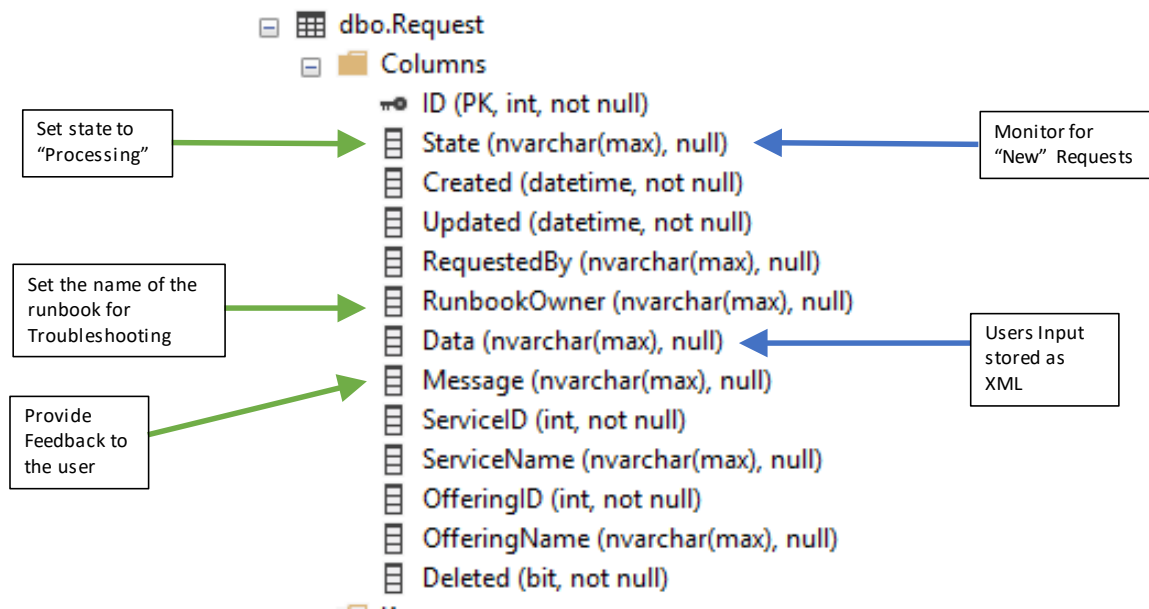 dbo.Request
Columns
ID (PK, int, not null)
Set state to
“Processing”
State (nvarchar(max), null)
Monitor for
“New” Requests
Created (datetime, not null)
Updated (datetime, not null)
RequestedBy (nvarchar(max), null)
Set the name of the
runbook for
Troubleshooting
RunbookOwner (nvarchar(max), null)
Data (nvarchar(max), null)
Users Input
stored as
XML
Message (nvarchar(max), null)
Provide
Feedback to
the user
ServiceID (int, not null)
ServiceName (nvarchar(max), null)
OfferingID (int, not null)
OfferingName (nvarchar(max), null)
Deleted (bit, not null)